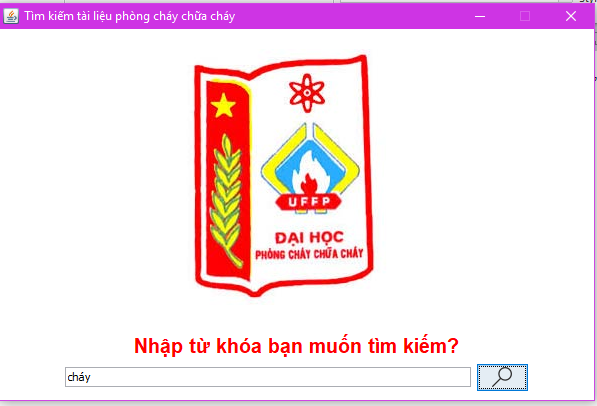 Tìm kiếm tài liệu phòng cháy chữa cháy
UFFP
ĐẠI HỌC
PHÒNG CHÁY CHỮA CHÁY
Nhập từ khóa bạn muốn tìm kiếm?
cháy